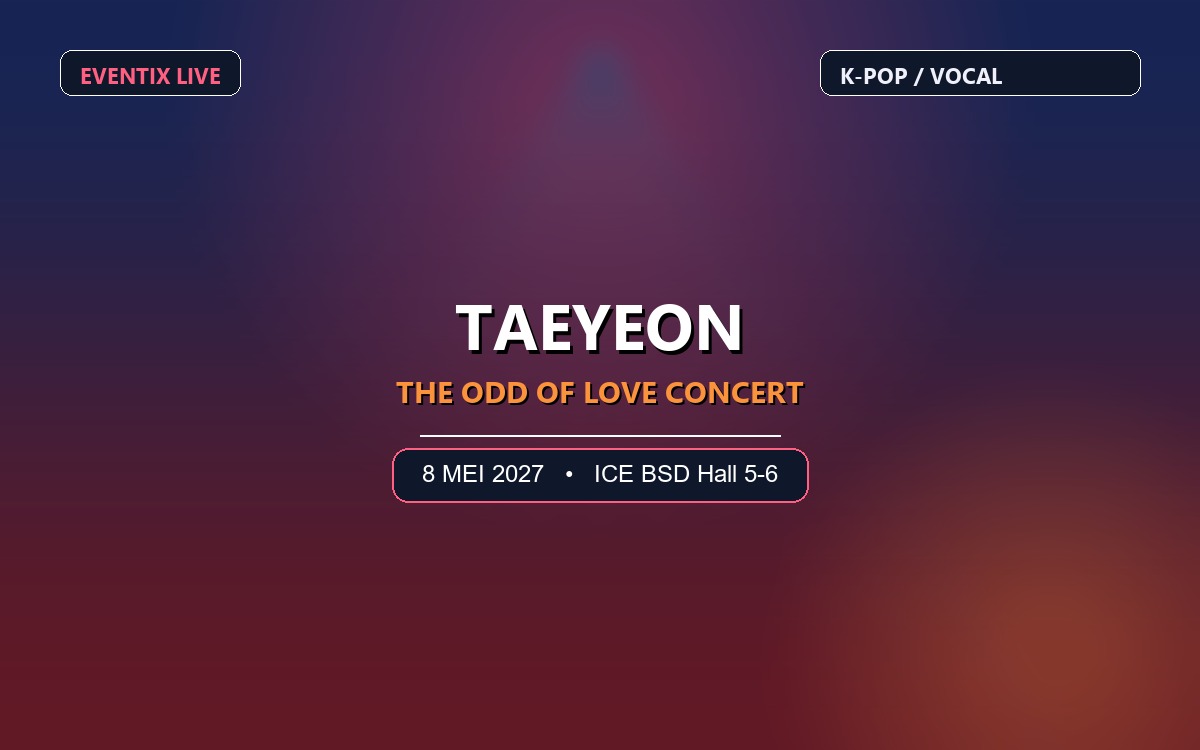 EVENTIX LIVE
K-POP / VOCAL
TAEYEON
THE ODD OF LOVE CONCERT
8 MEI 2027 • ICE BSD Hall 5-6